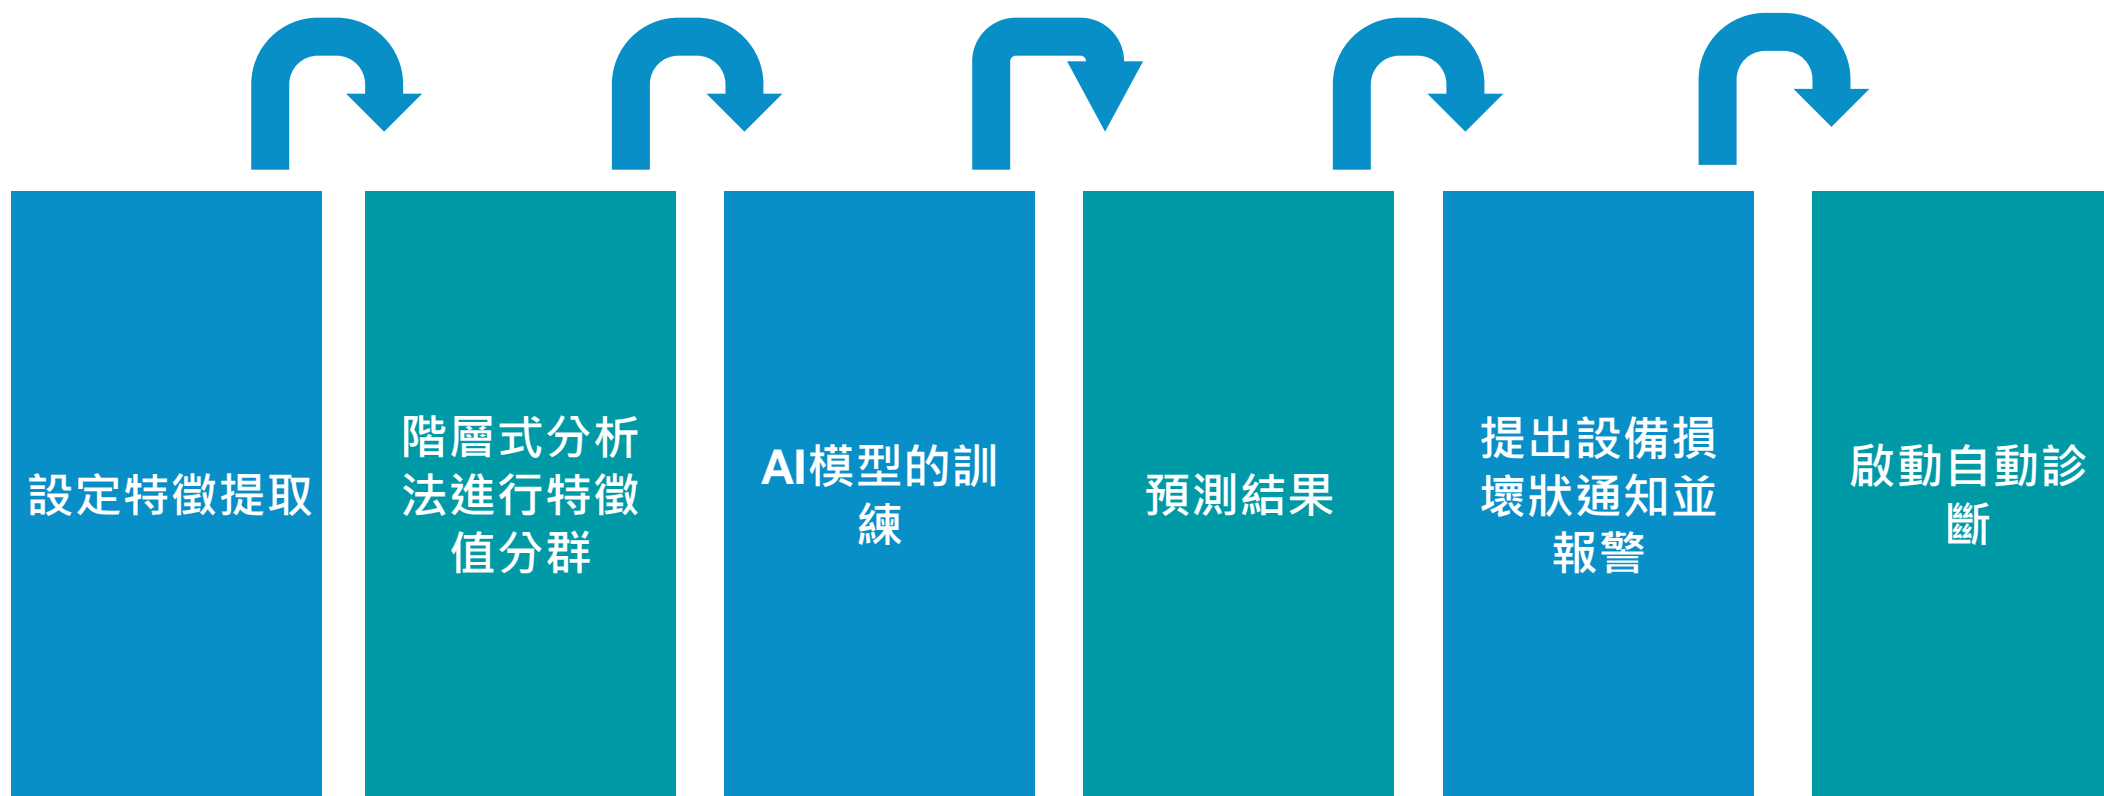 設定特徵提取
階層式分析
法進行特徵
值分群
AI模型的訓
練
預測結果
提出設備損
壞狀通知並
報警
啟動自動診
斷